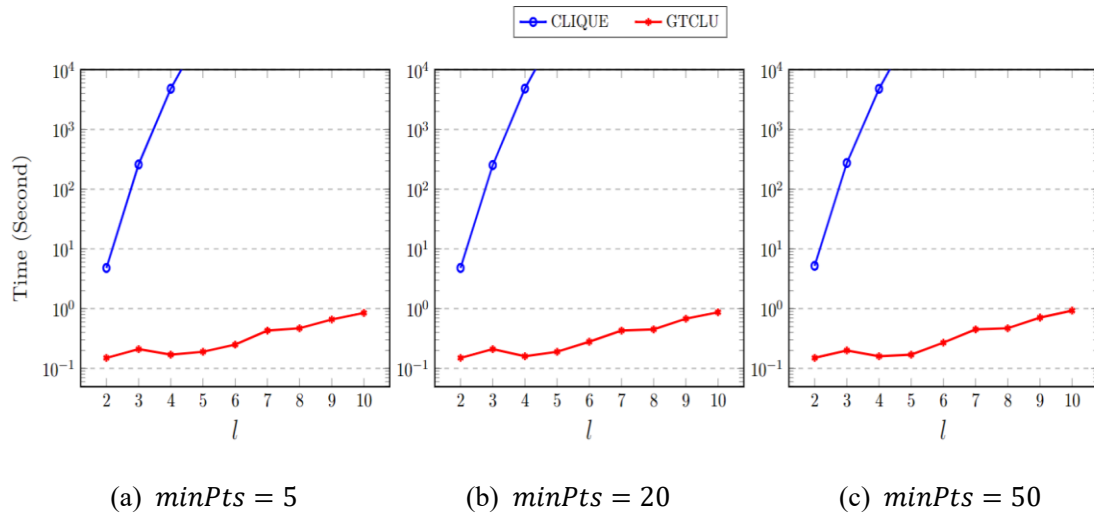 CLIQUE GTCLU
Time (Second)
10^4
10^3
10^2
10^1
10^0
10^−1
2 3 4 5 6 7 8 9 10
l
10^4
10^3
10^2
10^1
10^0
10^−1
2 3 4 5 6 7 8 9 10
l
10^4
10^3
10^2
10^1
10^0
10^−1
2 3 4 5 6 7 8 9 10
l
(a) minPts = 5
(b) minPts = 20
(c) minPts = 50